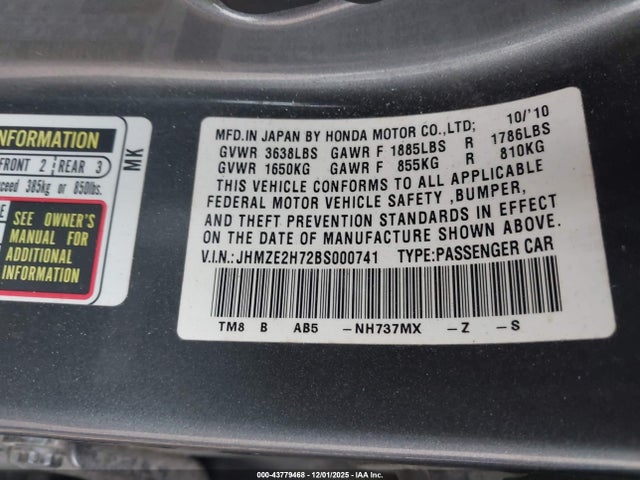 INFORMATION
FRONT 2 REAR 3
exceed 385kg or 850lbs.
SEE OWNER'S
MANUAL FOR
ADDITIONAL
INFORMATION
MK
MFD.IN JAPAN BY HONDA MOTOR CO.,LTD; 10/'10
GVWR 3638LBS GAWR F 1885LBS R 1786LBS
GVWR 1650KG GAWR F 855KG R 810KG
THIS VEHICLE CONFORMS TO ALL APPLICABLE
FEDERAL MOTOR VEHICLE SAFETY ,BUMPER,
AND THEFT PREVENTION STANDARDS IN EFFECT
ON THE DATE OF MANUFACTURE SHOWN ABOVE.
V.I.N.: JHMZE2H72BS000741 TYPE:PASSENGER CAR
TM8 B AB5 -NH737MX -Z -S
000-43779468 - 12/01/2025 - IAA Inc.